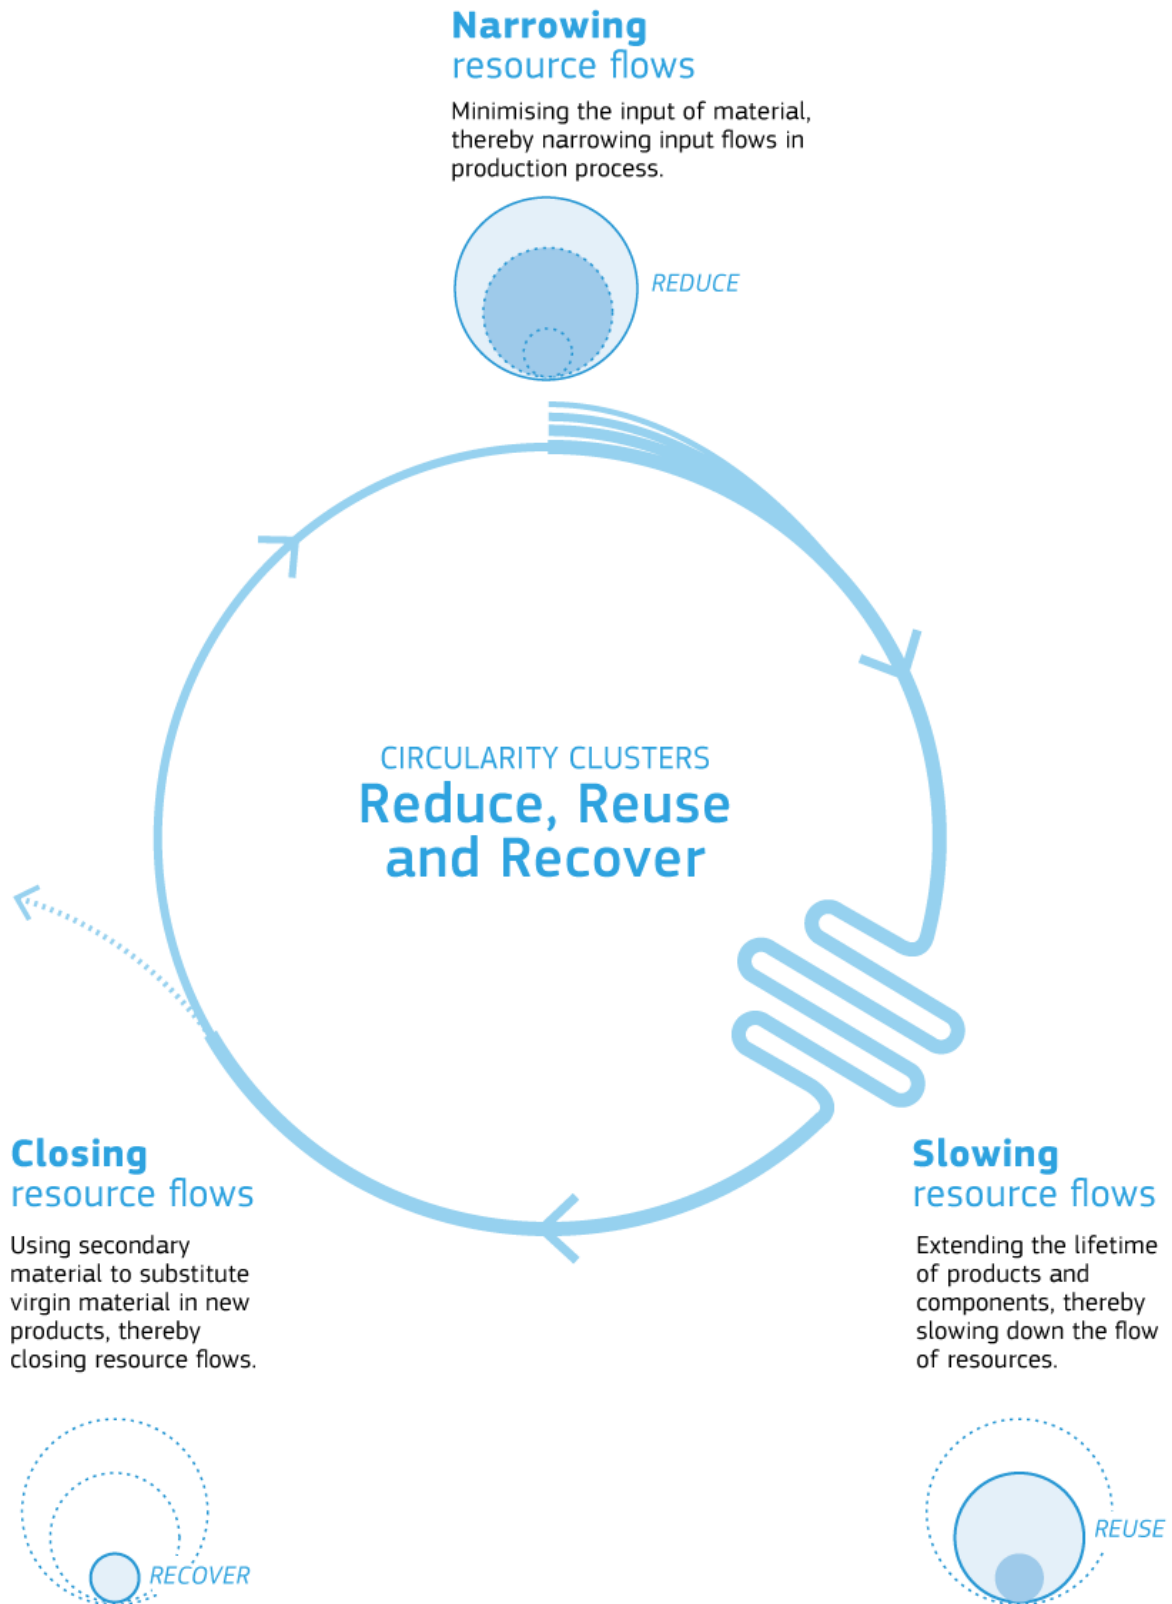 Narrowing
resource flows
Minimising the input of material,
thereby narrowing input flows in
production process.
REDUCE
CIRCULARITY CLUSTERS
Reduce, Reuse
and Recover
Closing
resource flows
Using secondary
material to substitute
virgin material in new
products, thereby
closing resource flows.
RECOVER
Slowing
resource flows
Extending the lifetime
of products and
components, thereby
slowing down the flow
of resources.
REUSE